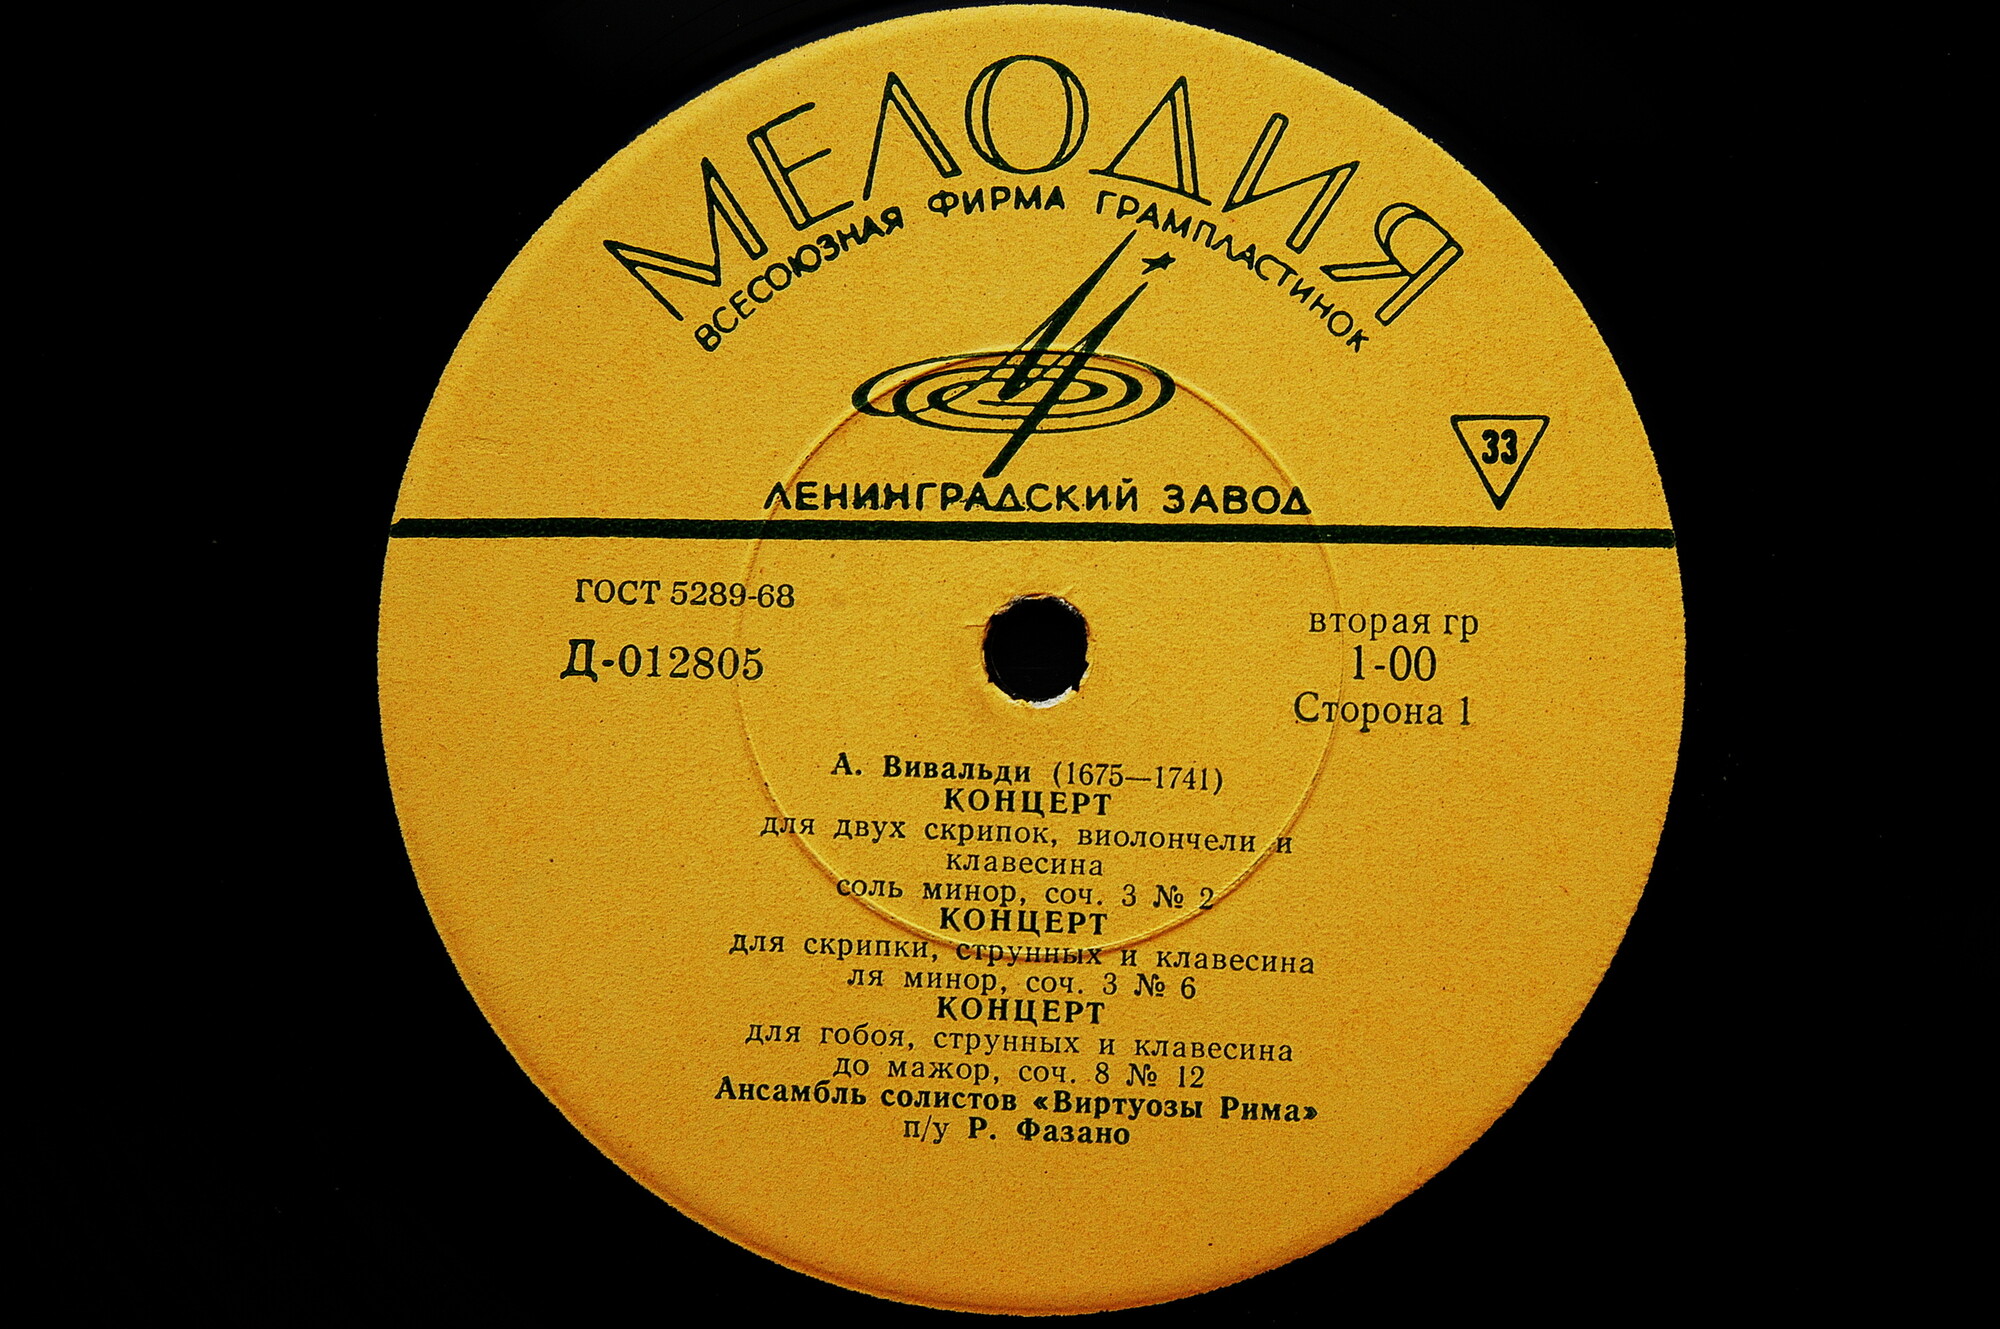 МЕЛОДИЯ
ВСЕСОЮЗНАЯ ФИРМА ГРАМПЛАСТИНОК
33
ЛЕНИНГРАДСКИЙ ЗАВОД
ГОСТ 5289-68
Д-012805
вторая гр
1-00
Сторона 1
А. Вивальди (1675—1741)
КОНЦЕРТ
для двух скрипок, виолончели и
клавесина
соль минор, соч. 3 № 2
КОНЦЕРТ
для скрипки, струнных и клавесина
ля минор, соч. 3 № 6
КОНЦЕРТ
для гобоя, струнных и клавесина
до мажор, соч. 8 № 12
Ансамбль солистов «Виртуозы Рима»
п/у Р. Фазано